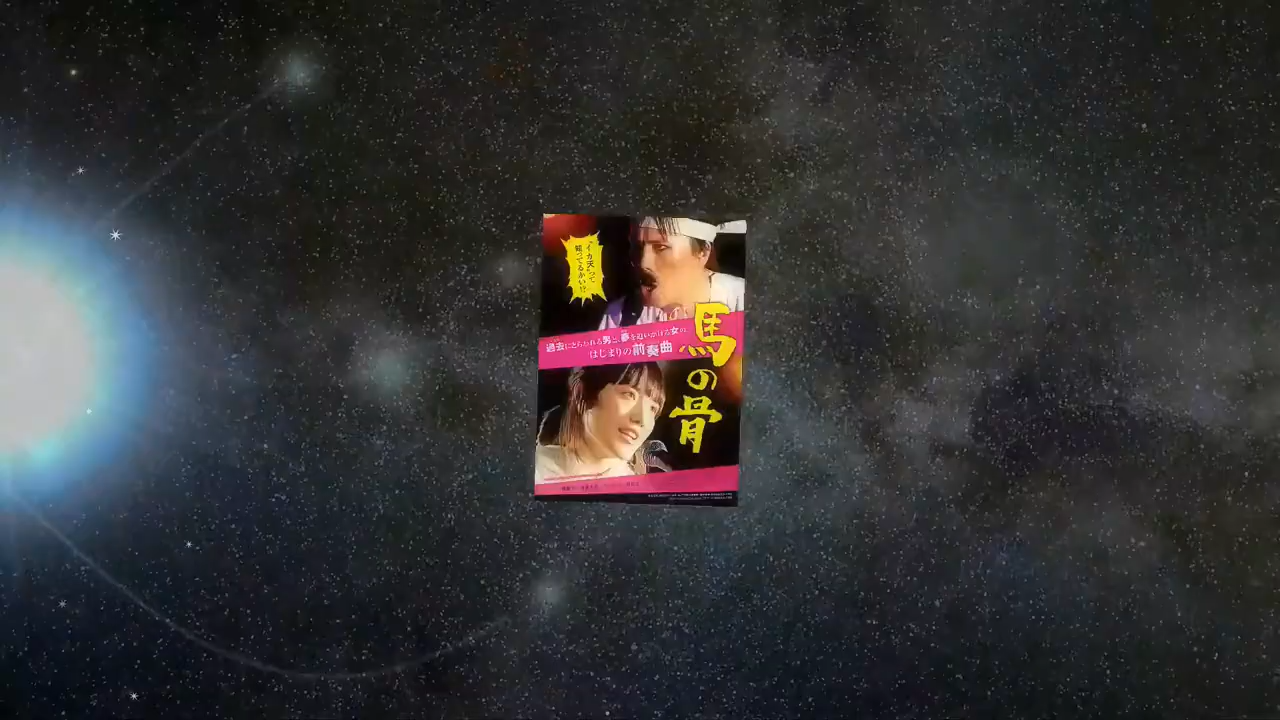 "イカ天"って
知ってるかい!?
過去にとらわれる男と、夢を追いかける女の
はじまりの前奏曲
馬の骨